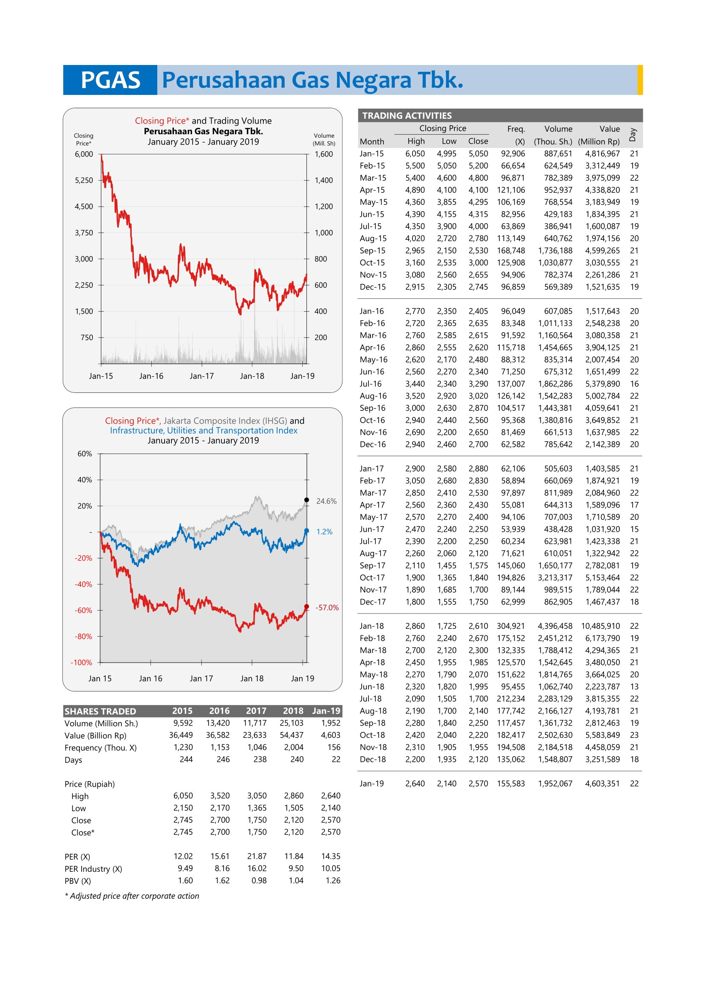 PGAS Perusahaan Gas Negara Tbk.
Closing Price* and Trading Volume
Perusahaan Gas Negara Tbk.
January 2015 - January 2019
Closing Price*
Volume (Mill. Sh)
6,000 1,600
5,250 1,400
4,500 1,200
3,750 1,000
3,000 800
2,250 600
1,500 400
750 200
Jan-15 Jan-16 Jan-17 Jan-18 Jan-19
Closing Price*, Jakarta Composite Index (IHSG) and
Infrastructure, Utilities and Transportation Index
January 2015 - January 2019
60%
40%
24.6%
20%
- 1.2%
-20%
-40%
-57.0%
-60%
-80%
-100%
Jan 15 Jan 16 Jan 17 Jan 18 Jan 19
SHARES TRADED 2015 2016 2017 2018 Jan-19
Volume (Million Sh.) 9,592 13,420 11,717 25,103 1,952
Value (Billion Rp) 36,449 36,582 23,633 54,437 4,603
Frequency (Thou. X) 1,230 1,153 1,046 2,004 156
Days 244 246 238 240 22
Price (Rupiah)
High 6,050 3,520 3,050 2,860 2,640
Low 2,150 2,170 1,365 1,505 2,140
Close 2,745 2,700 1,750 2,120 2,570
Close* 2,745 2,700 1,750 2,120 2,570
PER (X) 12.02 15.61 21.87 11.84 14.35
PER Industry (X) 9.49 8.16 16.02 9.50 10.05
PBV (X) 1.60 1.62 0.98 1.04 1.26
* Adjusted price after corporate action
TRADING ACTIVITIES
Closing Price Freq. Volume Value Day
Month High Low Close (X) (Thou. Sh.) (Million Rp)
Jan-15 6,050 4,995 5,050 92,906 887,651 4,816,967 21
Feb-15 5,500 5,050 5,200 66,654 624,549 3,312,449 19
Mar-15 5,400 4,600 4,800 96,871 782,389 3,975,099 22
Apr-15 4,890 4,100 4,100 121,106 952,937 4,338,820 21
May-15 4,360 3,855 4,295 106,169 768,554 3,183,949 19
Jun-15 4,390 4,155 4,315 82,956 429,183 1,834,395 21
Jul-15 4,350 3,900 4,000 63,869 386,941 1,600,087 19
Aug-15 4,020 2,720 2,780 113,149 640,762 1,974,156 20
Sep-15 2,965 2,150 2,530 168,748 1,736,188 4,599,265 21
Oct-15 3,160 2,535 3,000 125,908 1,030,877 3,030,555 21
Nov-15 3,080 2,560 2,655 94,906 782,374 2,261,286 21
Dec-15 2,915 2,305 2,745 96,859 569,389 1,521,635 19
Jan-16 2,770 2,350 2,405 96,049 607,085 1,517,643 20
Feb-16 2,720 2,365 2,635 83,348 1,011,133 2,548,238 20
Mar-16 2,760 2,585 2,615 91,592 1,160,564 3,080,358 21
Apr-16 2,860 2,555 2,620 115,718 1,454,665 3,904,125 21
May-16 2,620 2,170 2,480 88,312 835,314 2,007,454 20
Jun-16 2,560 2,270 2,340 71,250 675,312 1,651,499 22
Jul-16 3,440 2,340 3,290 137,007 1,862,286 5,379,890 16
Aug-16 3,520 2,920 3,020 126,142 1,542,283 5,002,784 22
Sep-16 3,000 2,630 2,870 104,517 1,443,381 4,059,641 21
Oct-16 2,940 2,440 2,560 95,368 1,380,816 3,649,852 21
Nov-16 2,690 2,200 2,650 81,469 661,513 1,637,985 22
Dec-16 2,940 2,460 2,700 62,582 785,642 2,142,389 20
Jan-17 2,900 2,580 2,880 62,106 505,603 1,403,585 21
Feb-17 3,050 2,680 2,830 58,894 660,069 1,874,921 19
Mar-17 2,850 2,410 2,530 97,897 811,989 2,084,960 22
Apr-17 2,560 2,360 2,430 55,081 644,313 1,589,096 17
May-17 2,570 2,270 2,400 94,106 707,003 1,710,589 20
Jun-17 2,470 2,240 2,250 53,939 438,428 1,031,920 15
Jul-17 2,390 2,200 2,250 60,234 623,981 1,423,338 21
Aug-17 2,260 2,060 2,120 71,621 610,051 1,322,942 22
Sep-17 2,110 1,455 1,575 145,060 1,650,177 2,782,081 19
Oct-17 1,900 1,365 1,840 194,826 3,213,317 5,153,464 22
Nov-17 1,890 1,685 1,700 89,144 989,515 1,789,044 22
Dec-17 1,800 1,555 1,750 62,999 862,905 1,467,437 18
Jan-18 2,860 1,725 2,610 304,921 4,396,458 10,485,910 22
Feb-18 2,760 2,240 2,670 175,152 2,451,212 6,173,790 19
Mar-18 2,700 2,120 2,300 132,335 1,788,412 4,294,365 21
Apr-18 2,450 1,955 1,985 125,570 1,542,645 3,480,050 21
May-18 2,270 1,790 2,070 151,622 1,814,765 3,664,025 20
Jun-18 2,320 1,820 1,995 95,455 1,062,740 2,223,787 13
Jul-18 2,090 1,505 1,700 212,234 2,283,129 3,815,355 22
Aug-18 2,190 1,700 2,140 177,742 2,166,127 4,193,781 21
Sep-18 2,280 1,840 2,250 117,457 1,361,732 2,812,463 19
Oct-18 2,420 2,040 2,220 182,417 2,502,630 5,583,849 23
Nov-18 2,310 1,905 1,955 194,508 2,184,518 4,458,059 21
Dec-18 2,200 1,935 2,120 135,062 1,548,807 3,251,589 18
Jan-19 2,640 2,140 2,570 155,583 1,952,067 4,603,351 22